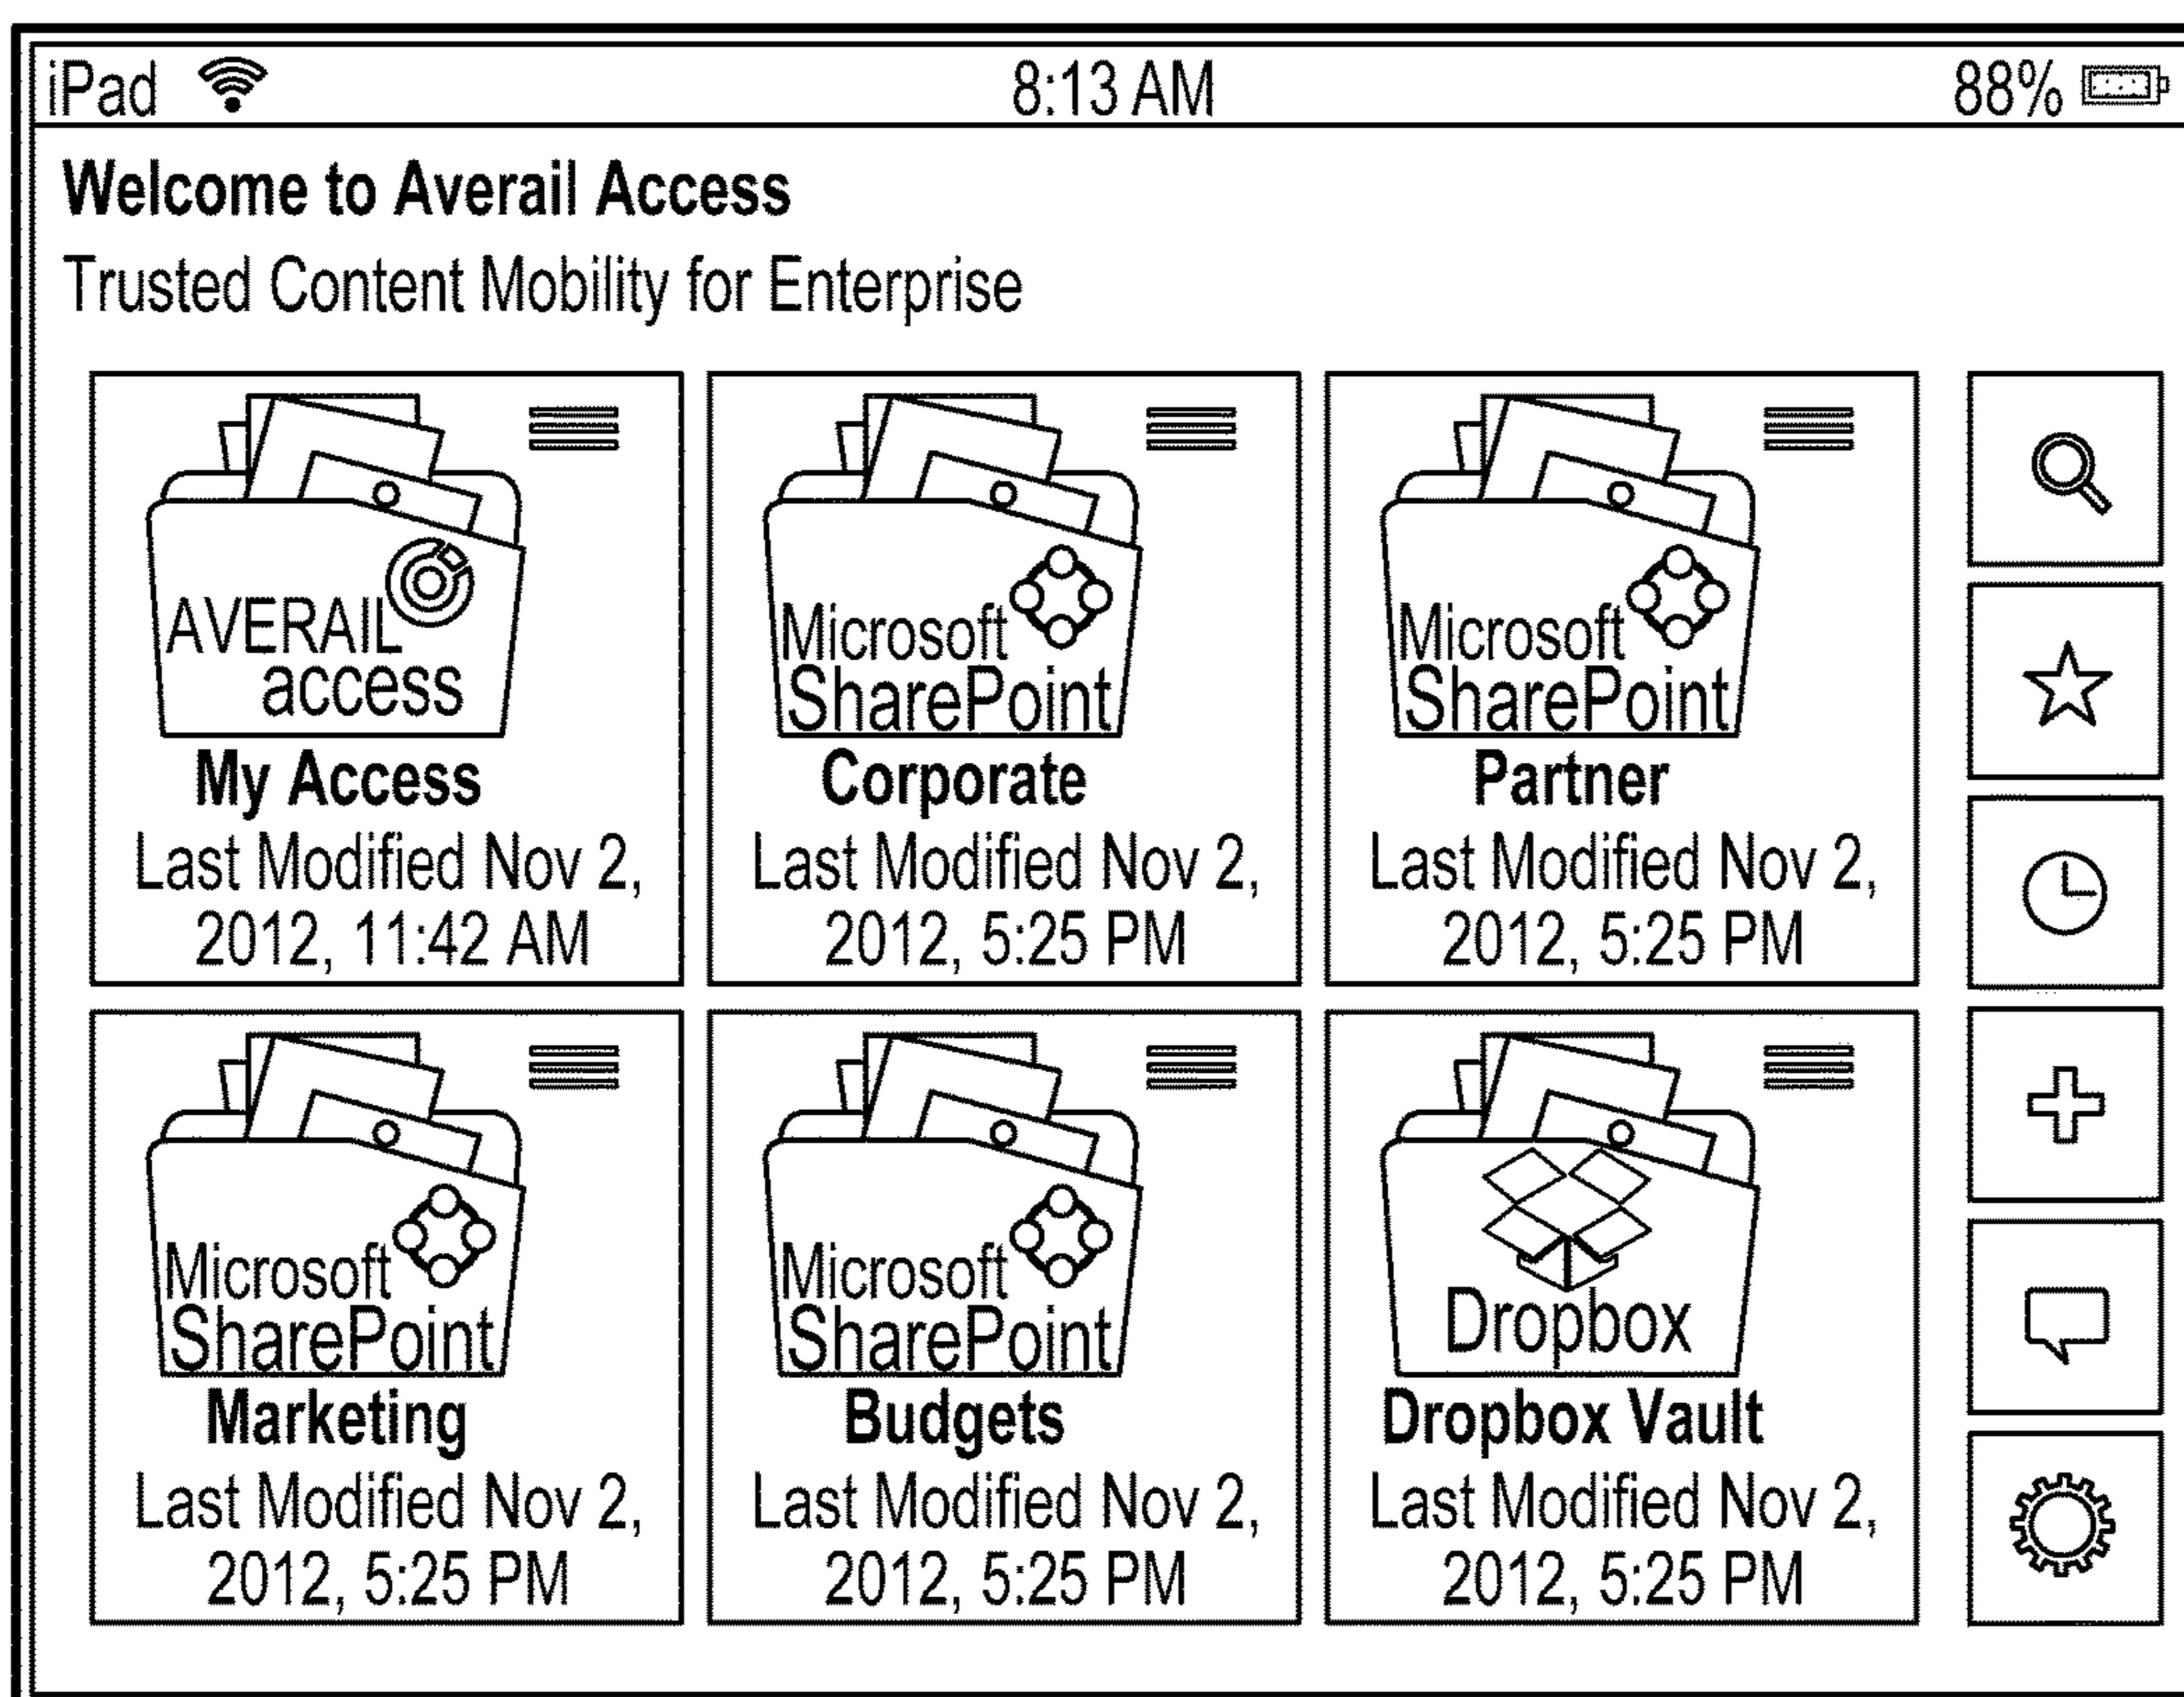 iPad 8:13 AM 88%
Welcome to Averail Access
Trusted Content Mobility for Enterprise
AVERAIL
access
My Access
Last Modified Nov 2,
2012, 11:42 AM
Microsoft
SharePoint
Corporate
Last Modified Nov 2,
2012, 5:25 PM
Microsoft
SharePoint
Partner
Last Modified Nov 2,
2012, 5:25 PM
Microsoft
SharePoint
Marketing
Last Modified Nov 2,
2012, 5:25 PM
Microsoft
SharePoint
Budgets
Last Modified Nov 2,
2012, 5:25 PM
Dropbox
Dropbox Vault
Last Modified Nov 2,
2012, 5:25 PM